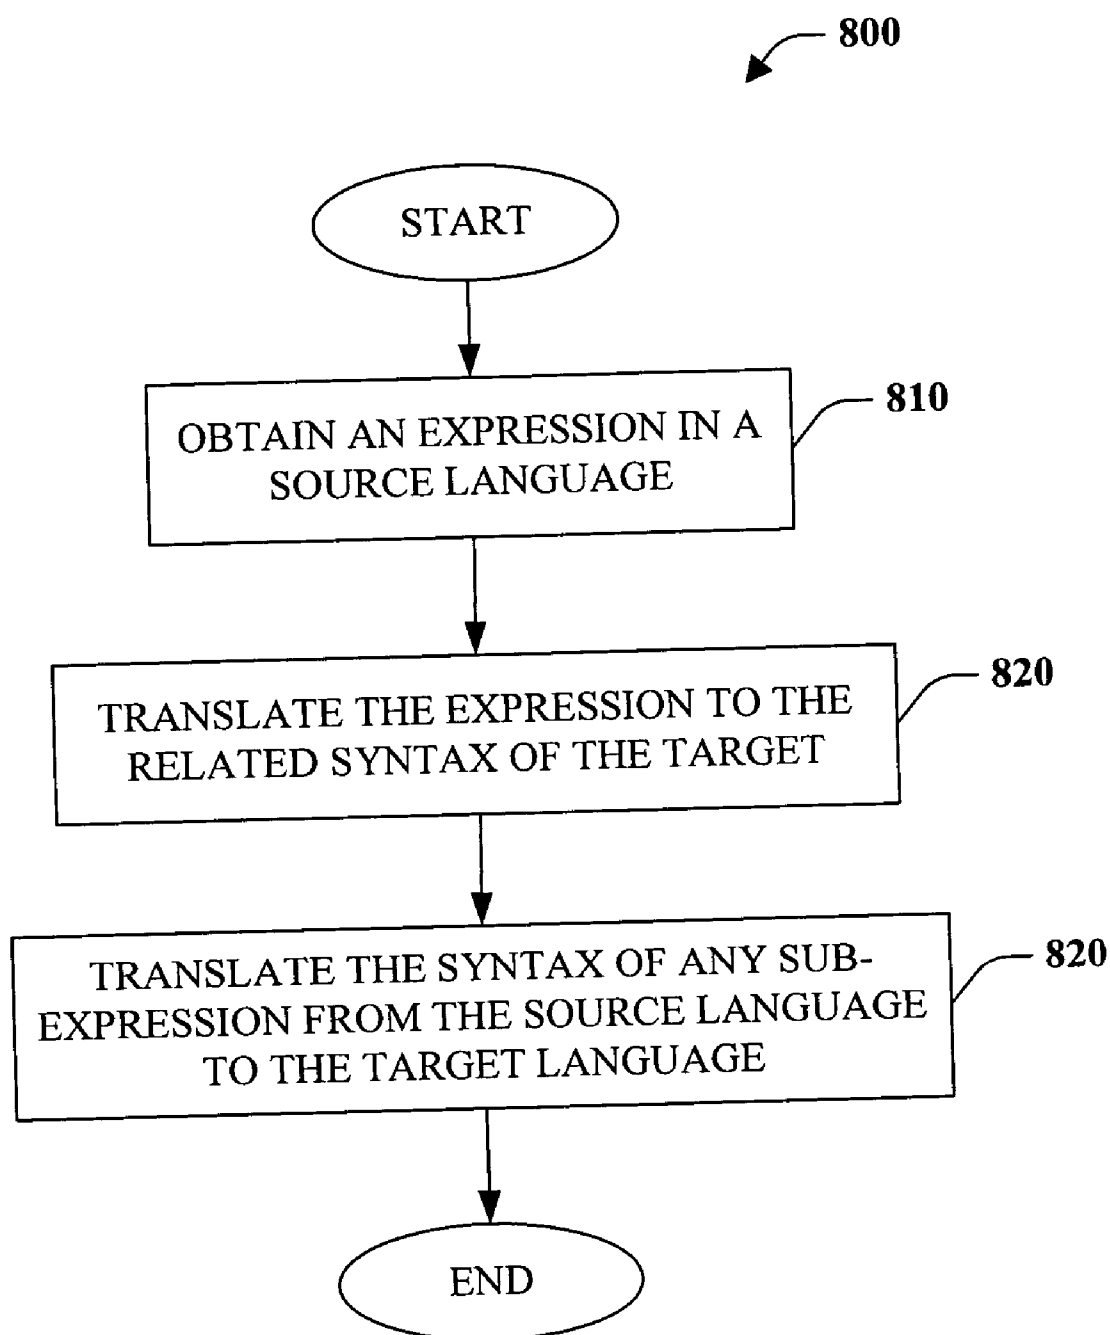 800
START
OBTAIN AN EXPRESSION IN A
SOURCE LANGUAGE
810
TRANSLATE THE EXPRESSION TO THE
RELATED SYNTAX OF THE TARGET
820
TRANSLATE THE SYNTAX OF ANY SUB-
EXPRESSION FROM THE SOURCE LANGUAGE
TO THE TARGET LANGUAGE
820
END